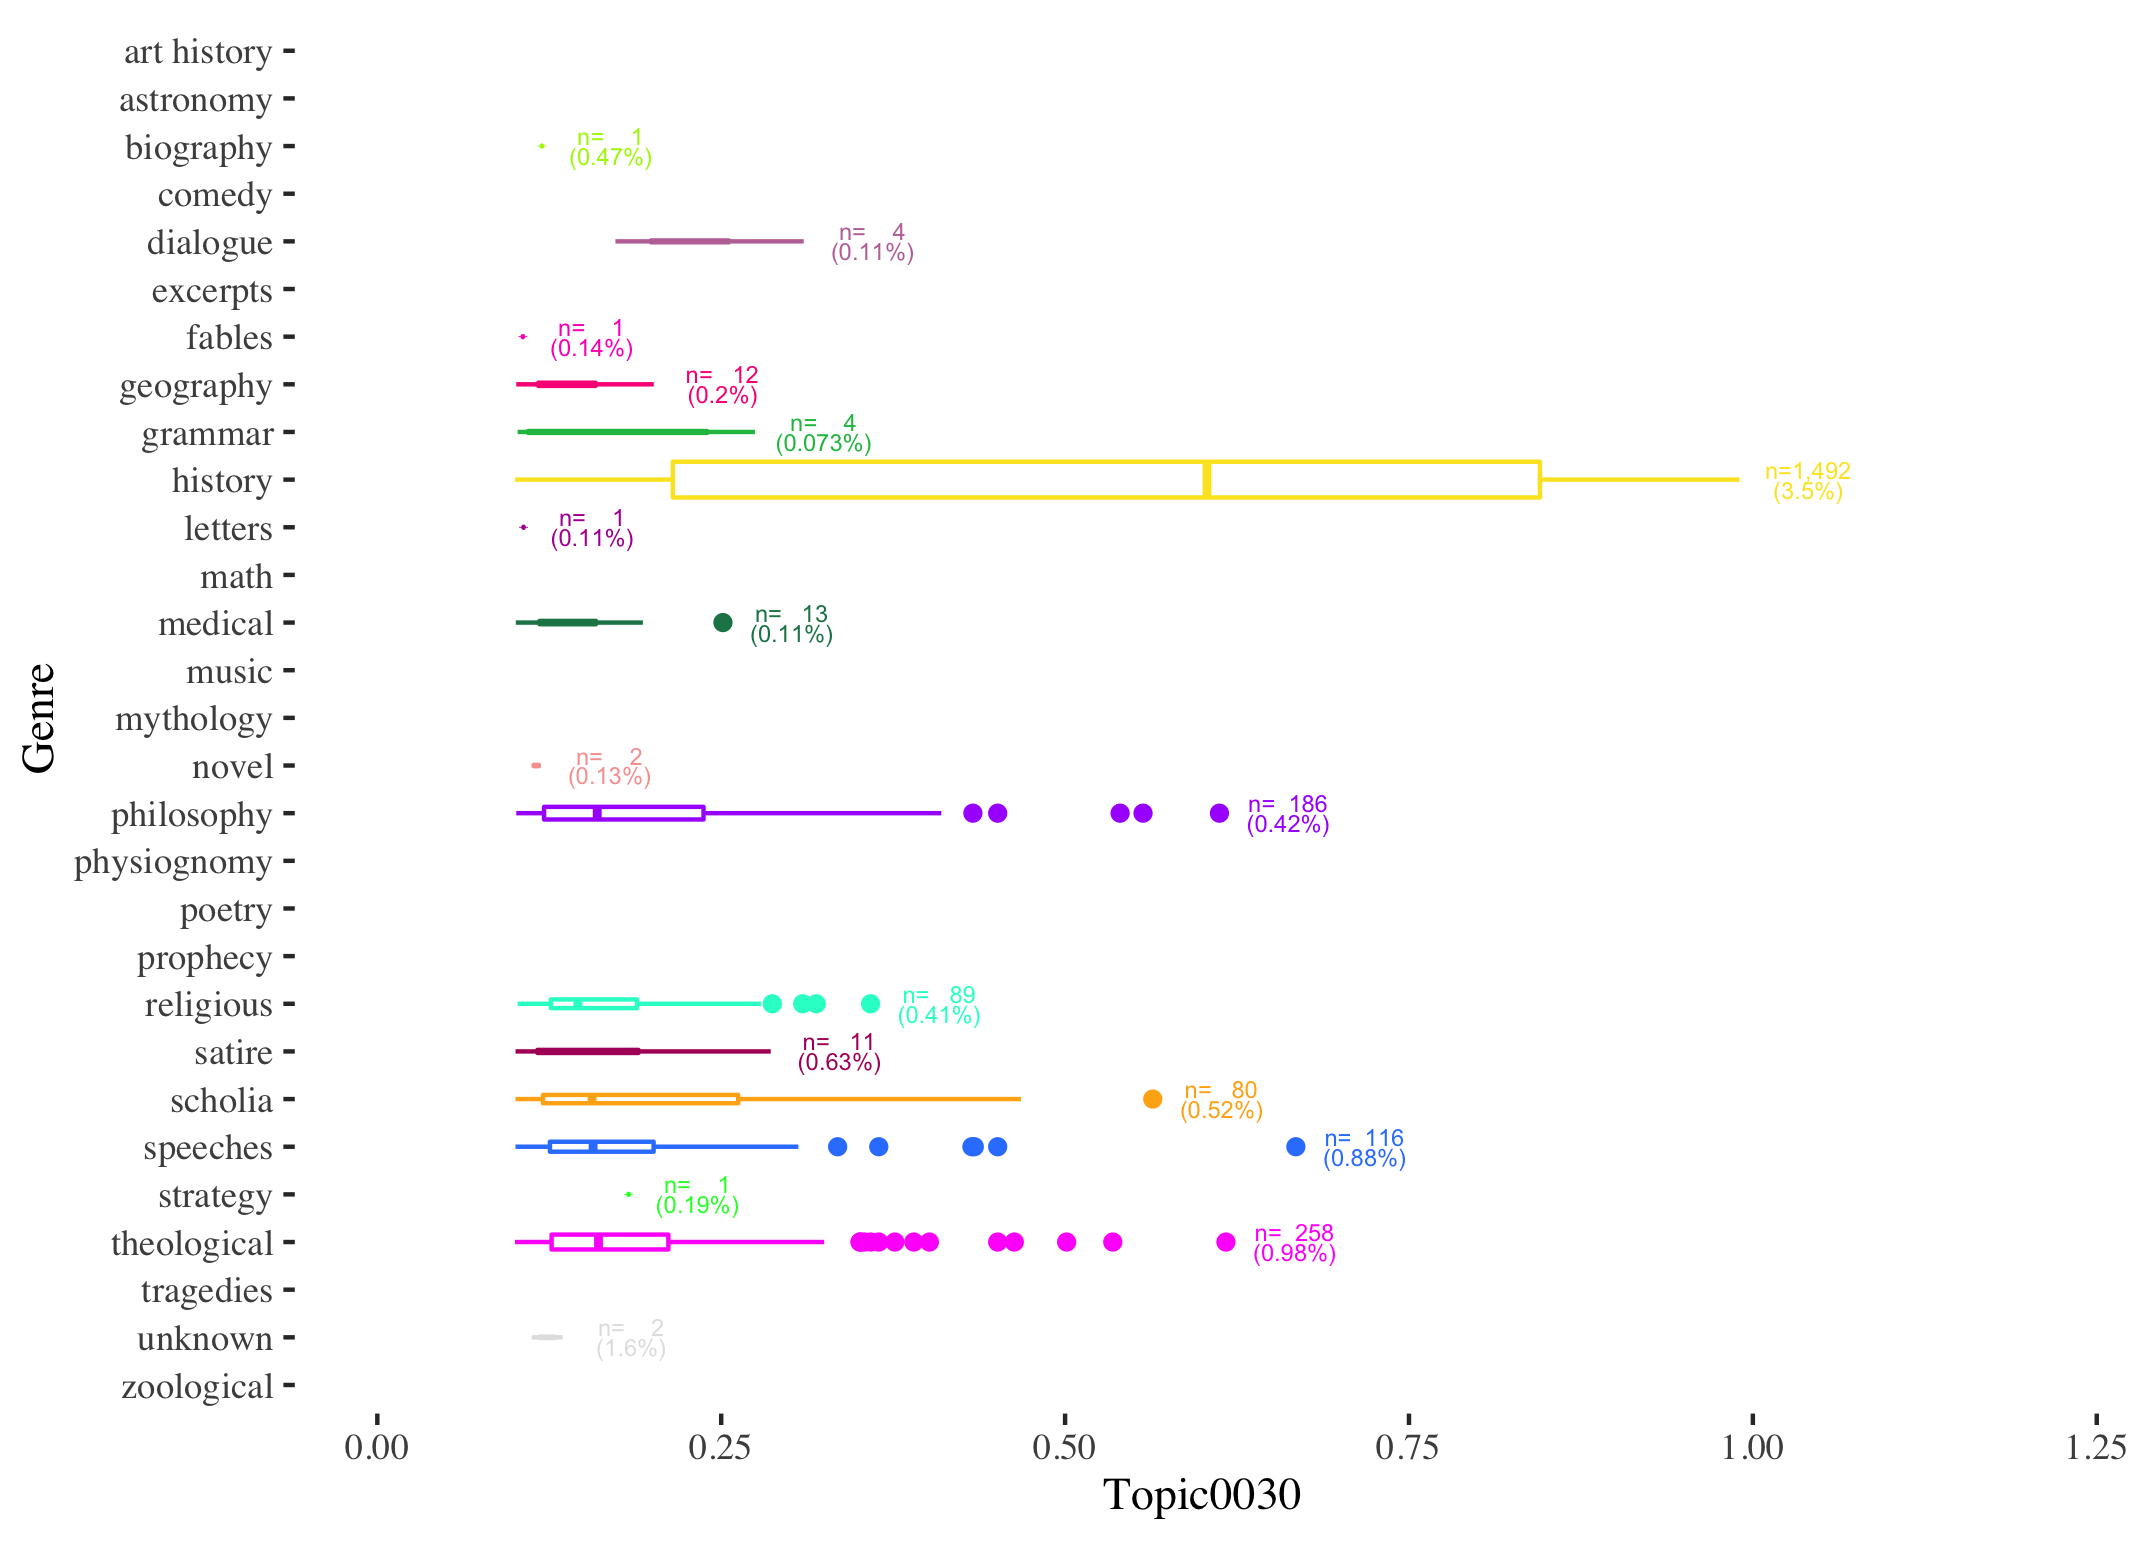 art history
astronomy
biography
n= 1
(0.47%)
comedy
dialogue
n= 4
(0.11%)
excerpts
fables
n= 1
(0.14%)
geography
n= 12
(0.2%)
grammar
n= 4
(0.073%)
history
n=1,492
(3.5%)
letters
n= 1
(0.11%)
math
medical
n= 13
(0.11%)
music
mythology
novel
n= 2
(0.13%)
philosophy
n= 186
(0.42%)
physiognomy
poetry
prophecy
religious
n= 89
(0.41%)
satire
n= 11
(0.63%)
scholia
n= 80
(0.52%)
speeches
n= 116
(0.88%)
strategy
n= 1
(0.19%)
theological
n= 258
(0.98%)
tragedies
unknown
n= 2
(1.6%)
zoological
Genre
0.00 0.25 0.50 0.75 1.00 1.25
Topic0030